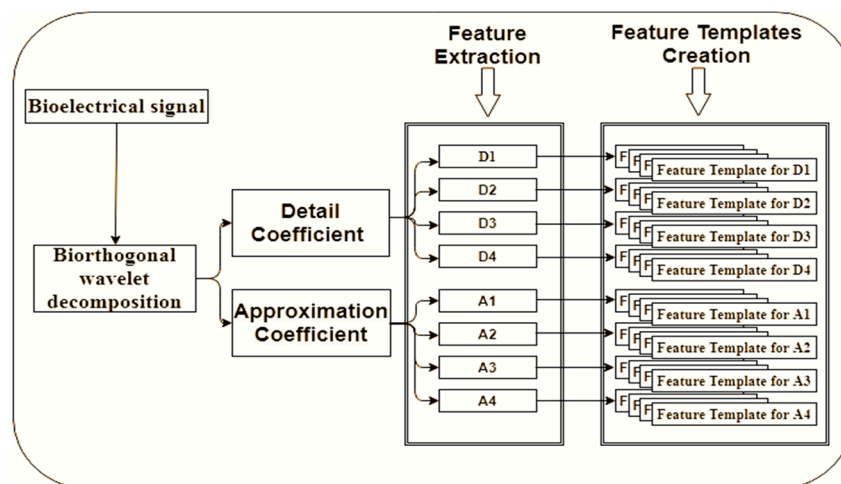 Feature
Extraction
Feature Templates
Creation
Bioelectrical signal
Biorthogonal
wavelet
decomposition
Detail
Coefficient
Approximation
Coefficient
D1
D2
D3
D4
A1
A2
A3
A4
F F F Feature Template for D1
F F F Feature Template for D2
F F F Feature Template for D3
F F F Feature Template for D4
F F F Feature Template for A1
F F F Feature Template for A2
F F F Feature Template for A3
F F F Feature Template for A4